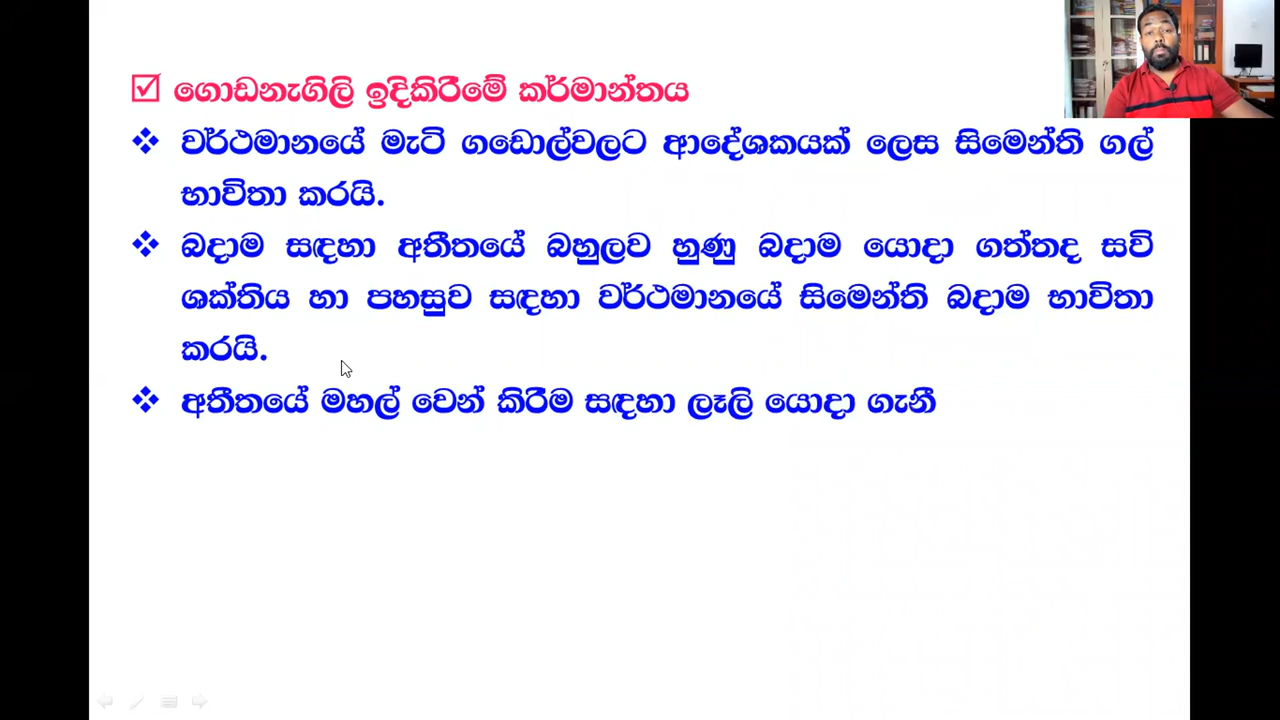 ගොඩනැගිලි ඉදිකිරීමේ කර්මාන්තය
වර්ථමානයේ මැටි ගඩොල්වලට ආදේශකයක් ලෙස සිමෙන්ති ගල්
භාවිතා කරයි.
බදාම සඳහා අතීතයේ බහුලව හුණු බදාම යොදා ගත්තද සවි
ශක්තිය හා පහසුව සඳහා වර්ථමානයේ සිමෙන්ති බදාම භාවිතා
කරයි.
අතීතයේ මහල් වෙන් කිරීම සඳහා ලෑලි යොදා ගැනී